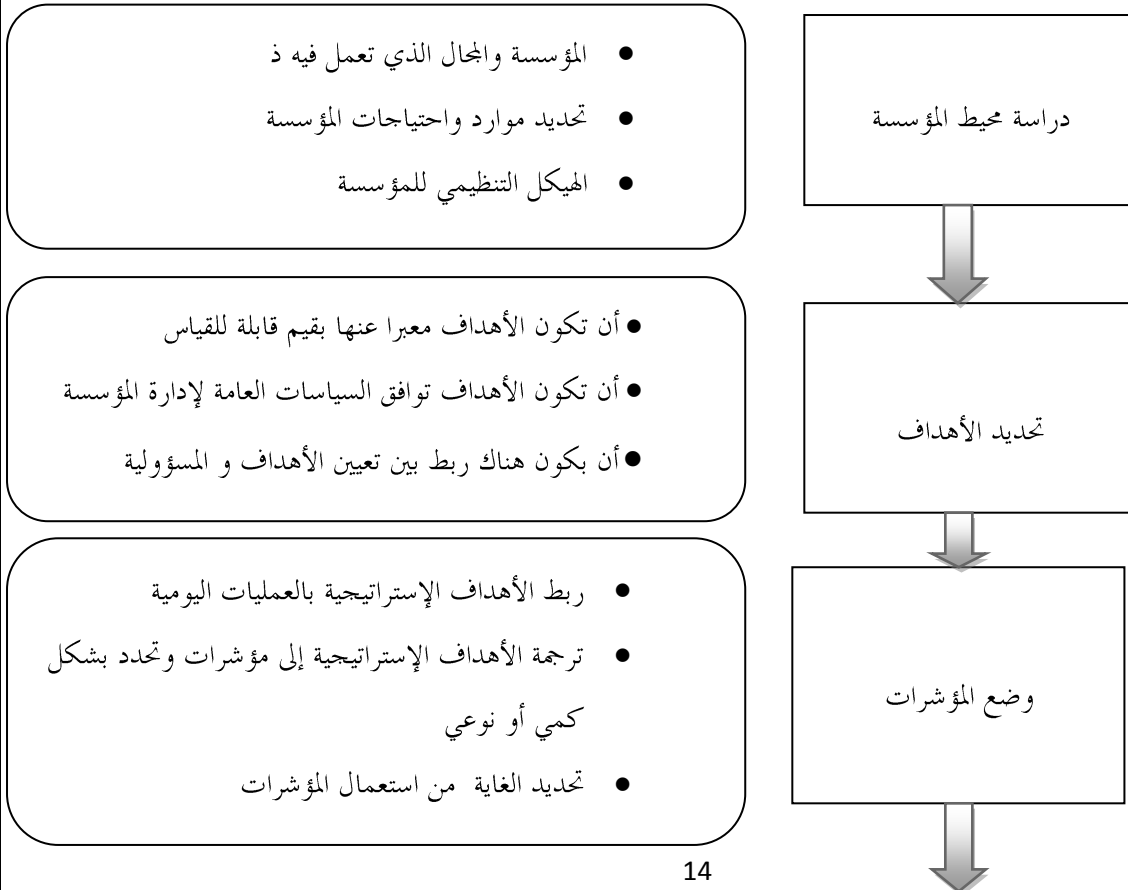 دراسة محيط المؤسسة
● المؤسسة والمجال الذي تعمل فيه ذ
● تحديد موارد واحتياجات المؤسسة
● الهيكل التنظيمي للمؤسسة
تحديد الأهداف
● أن تكون الأهداف معبرا عنها بقيم قابلة للقياس
● أن تكون الأهداف توافق السياسات العامة لإدارة المؤسسة
● أن بكون هناك ربط بين تعيين الأهداف و المسؤولية
وضع المؤشرات
● ربط الأهداف الإستراتيجية بالعمليات اليومية
● ترجمة الأهداف الإستراتيجية إلى مؤشرات وتحدد بشكل
كمي أو نوعي
● تحديد الغاية من استعمال المؤشرات
14